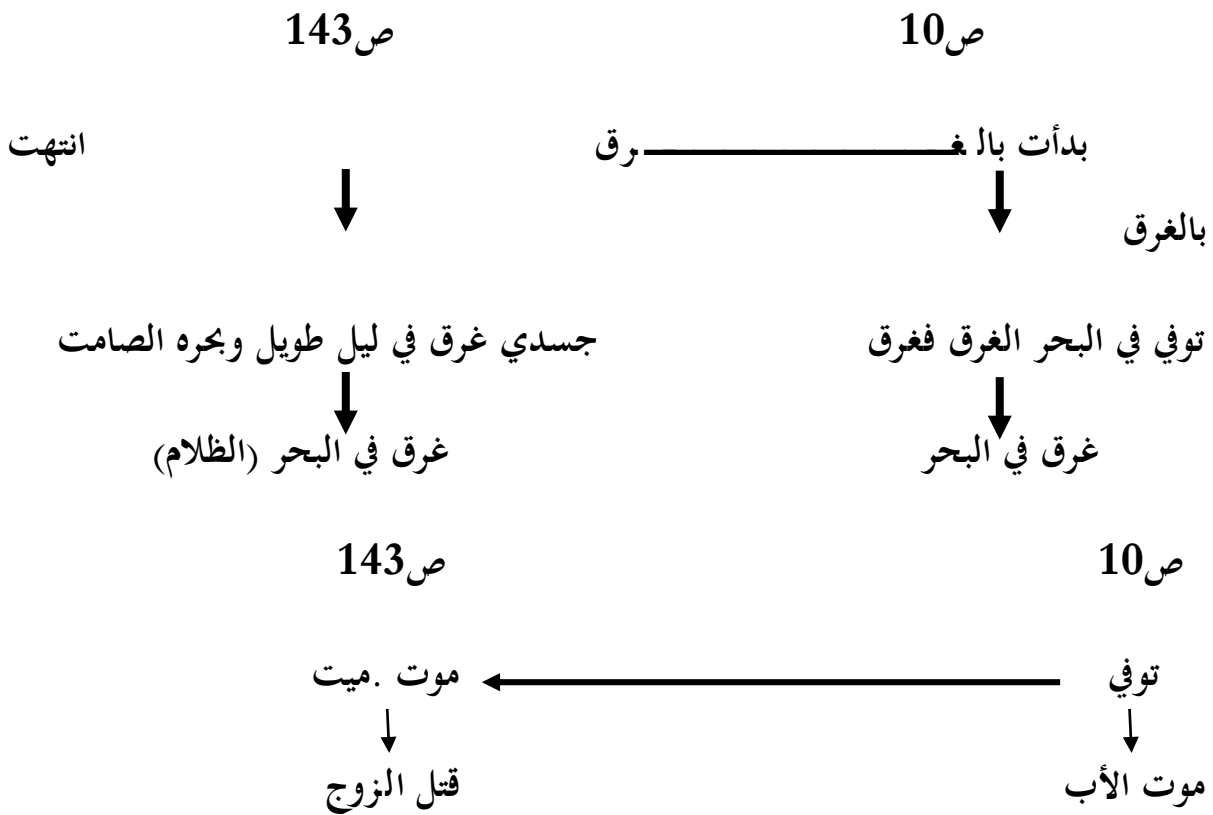 ص10 ص143
بدأت بالغـــــــــــرق انتهت
بالغرق
توفي في البحر الغرق فغرق جسدي غرق في ليل طويل وبحره الصامت
غرق في البحر غرق في البحر (الظلام)
ص10 ص143
توفي موت .ميت
موت الأب قتل الزوج